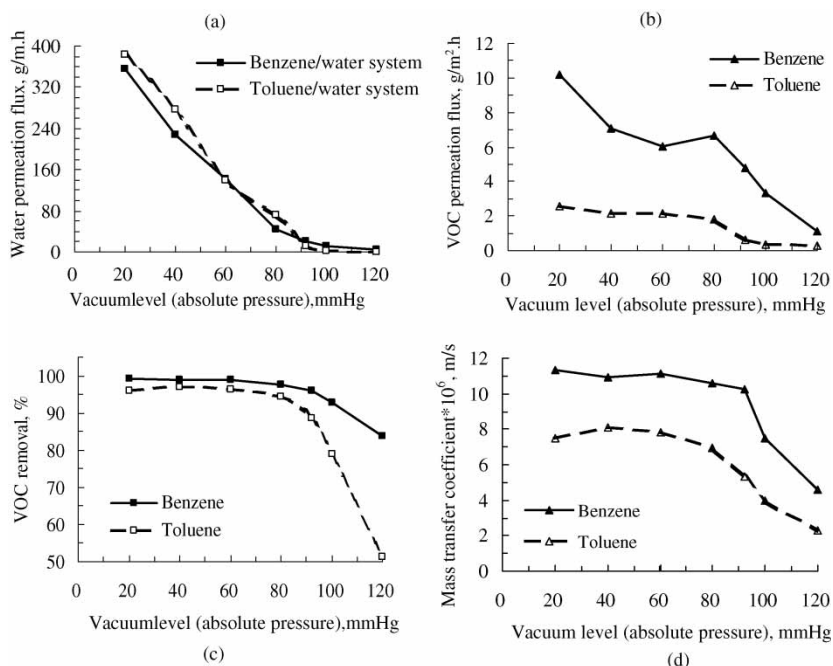 (a)
400
320
240
160
80
0
Water permeation flux, g/m.h
Benzene/water system
Toluene/water system
0 20 40 60 80 100 120
Vacuumlevel (absolute pressure),mmHg
(b)
12
10
8
6
4
2
0
VOC permeation flux, g/m².h
Benzene
Toluene
0 20 40 60 80 100 120
Vacuum level (absolute pressure), mmHg
100
90
80
70
60
50
VOC removal, %
Benzene
Toluene
0 20 40 60 80 100 120
Vacuumlevel (absolute pressure),mmHg
(c)
12
10
8
6
4
2
0
Mass transfer coefficient*10⁶, m/s
Benzene
Toluene
0 20 40 60 80 100 120
Vacuum level (absolute pressure), mmHg
(d)